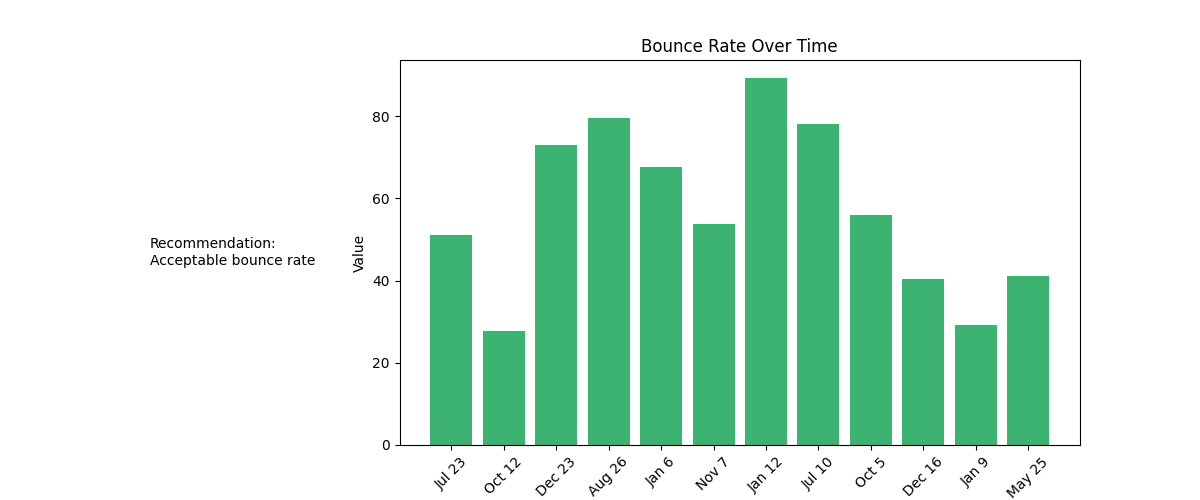 Bounce Rate Over Time
Recommendation:
Acceptable bounce rate
Value
80
60
40
20
0
Jul 23
Oct 12
Dec 23
Aug 26
Jan 6
Nov 7
Jan 12
Jul 10
Oct 5
Dec 16
Jan 9
May 25